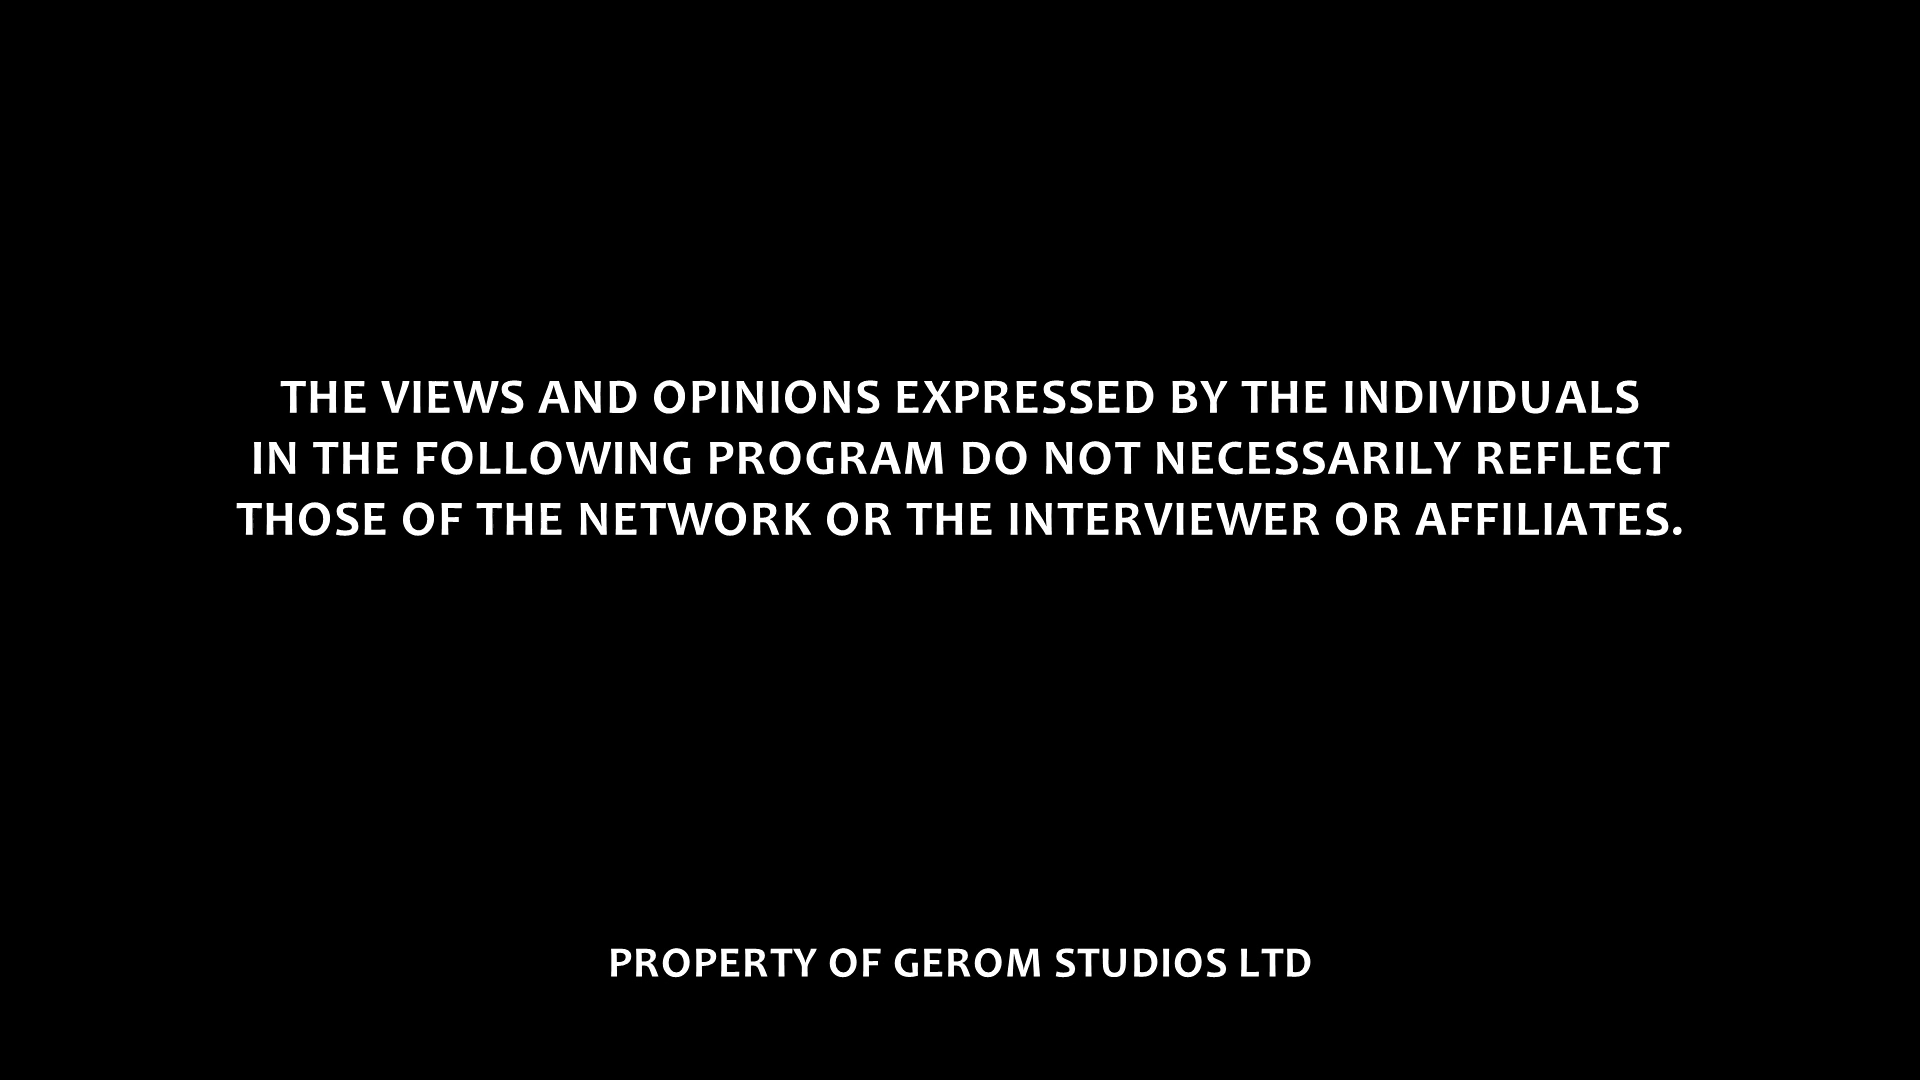 THE VIEWS AND OPINIONS EXPRESSED BY THE INDIVIDUALS
IN THE FOLLOWING PROGRAM DO NOT NECESSARILY REFLECT
THOSE OF THE NETWORK OR THE INTERVIEWER OR AFFILIATES.
PROPERTY OF GEROM STUDIOS LTD